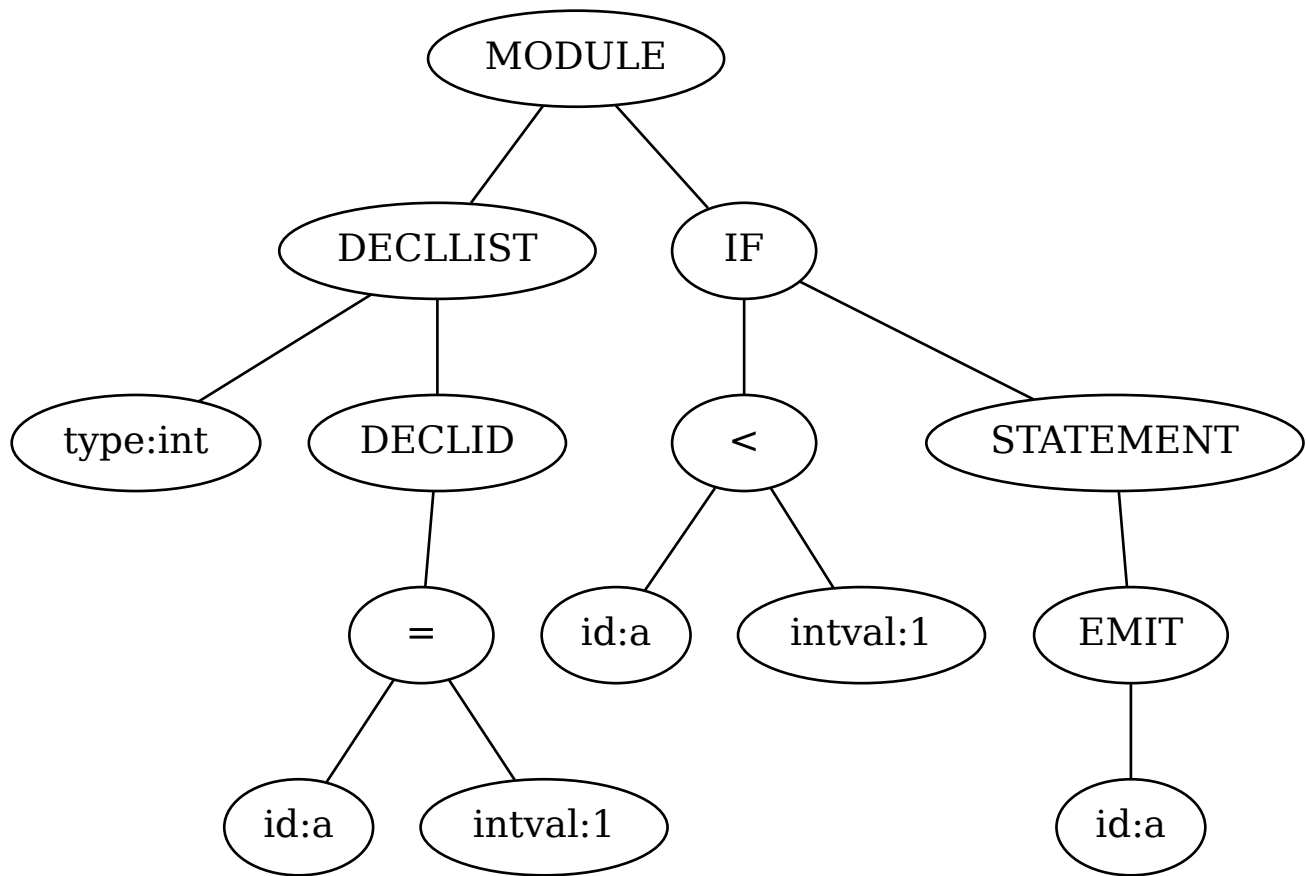 MODULE
DECLLIST
IF
type:int
DECLID
<
STATEMENT
=
id:a
intval:1
EMIT
id:a
intval:1
id:a